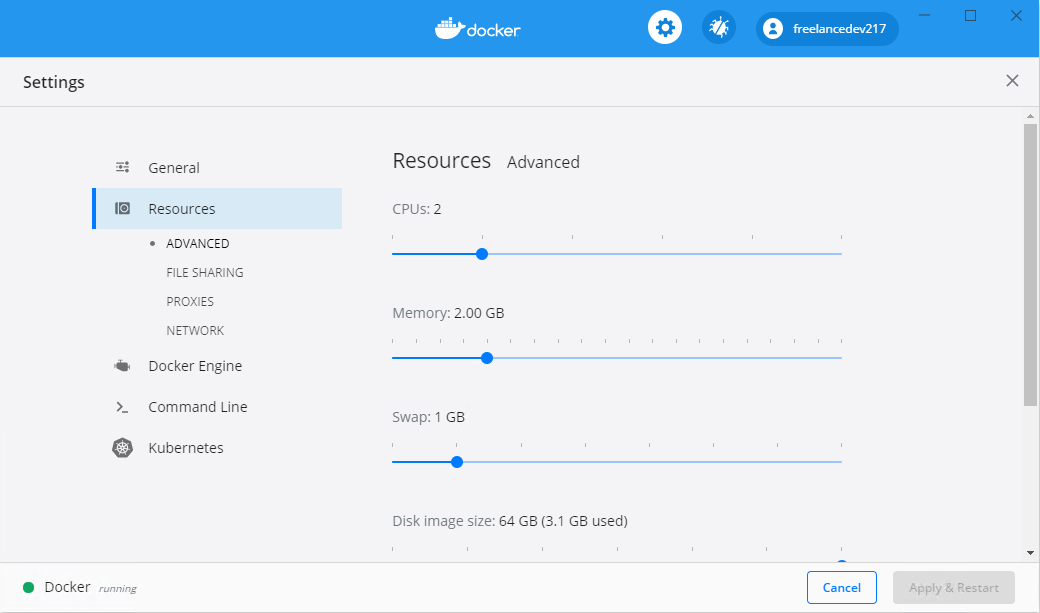 docker
freelancedev217
Settings
General
Resources
ADVANCED
FILE SHARING
PROXIES
NETWORK
Docker Engine
Command Line
Kubernetes
Resources Advanced
CPUs: 2
Memory: 2.00 GB
Swap: 1 GB
Disk image size: 64 GB (3.1 GB used)
Docker running
Cancel
Apply & Restart